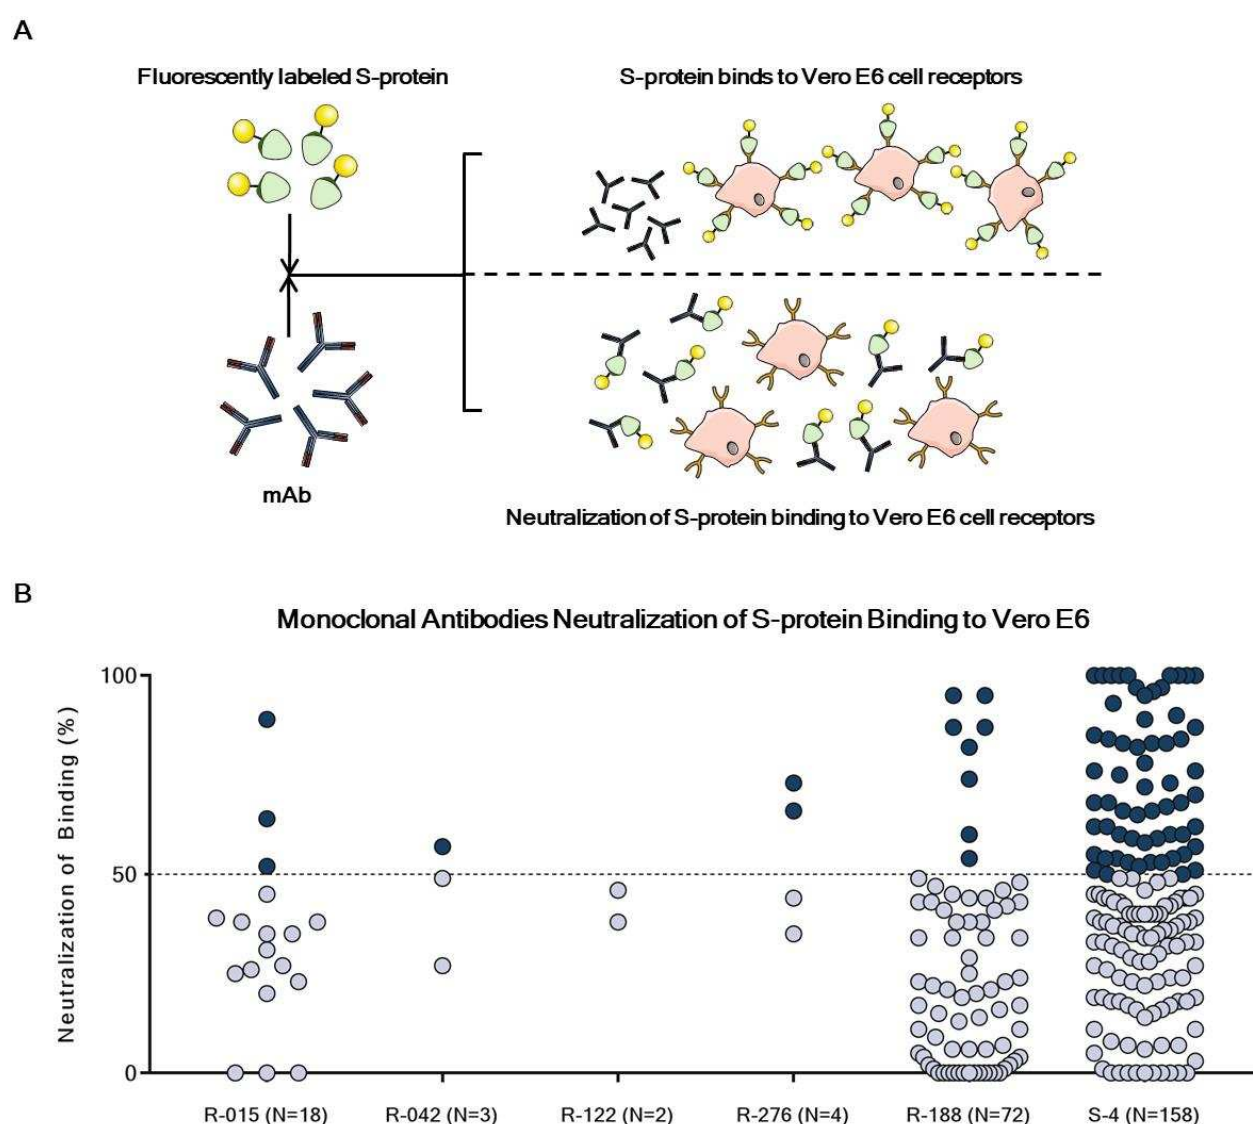 A
Fluorescently labeled S-protein
S-protein binds to Vero E6 cell receptors
mAb
Neutralization of S-protein binding to Vero E6 cell receptors
B
Monoclonal Antibodies Neutralization of S-protein Binding to Vero E6
Neutralization of Binding (%)
100
50
0
R-015 (N=18) R-042 (N=3) R-122 (N=2) R-276 (N=4) R-188 (N=72) S-4 (N=158)